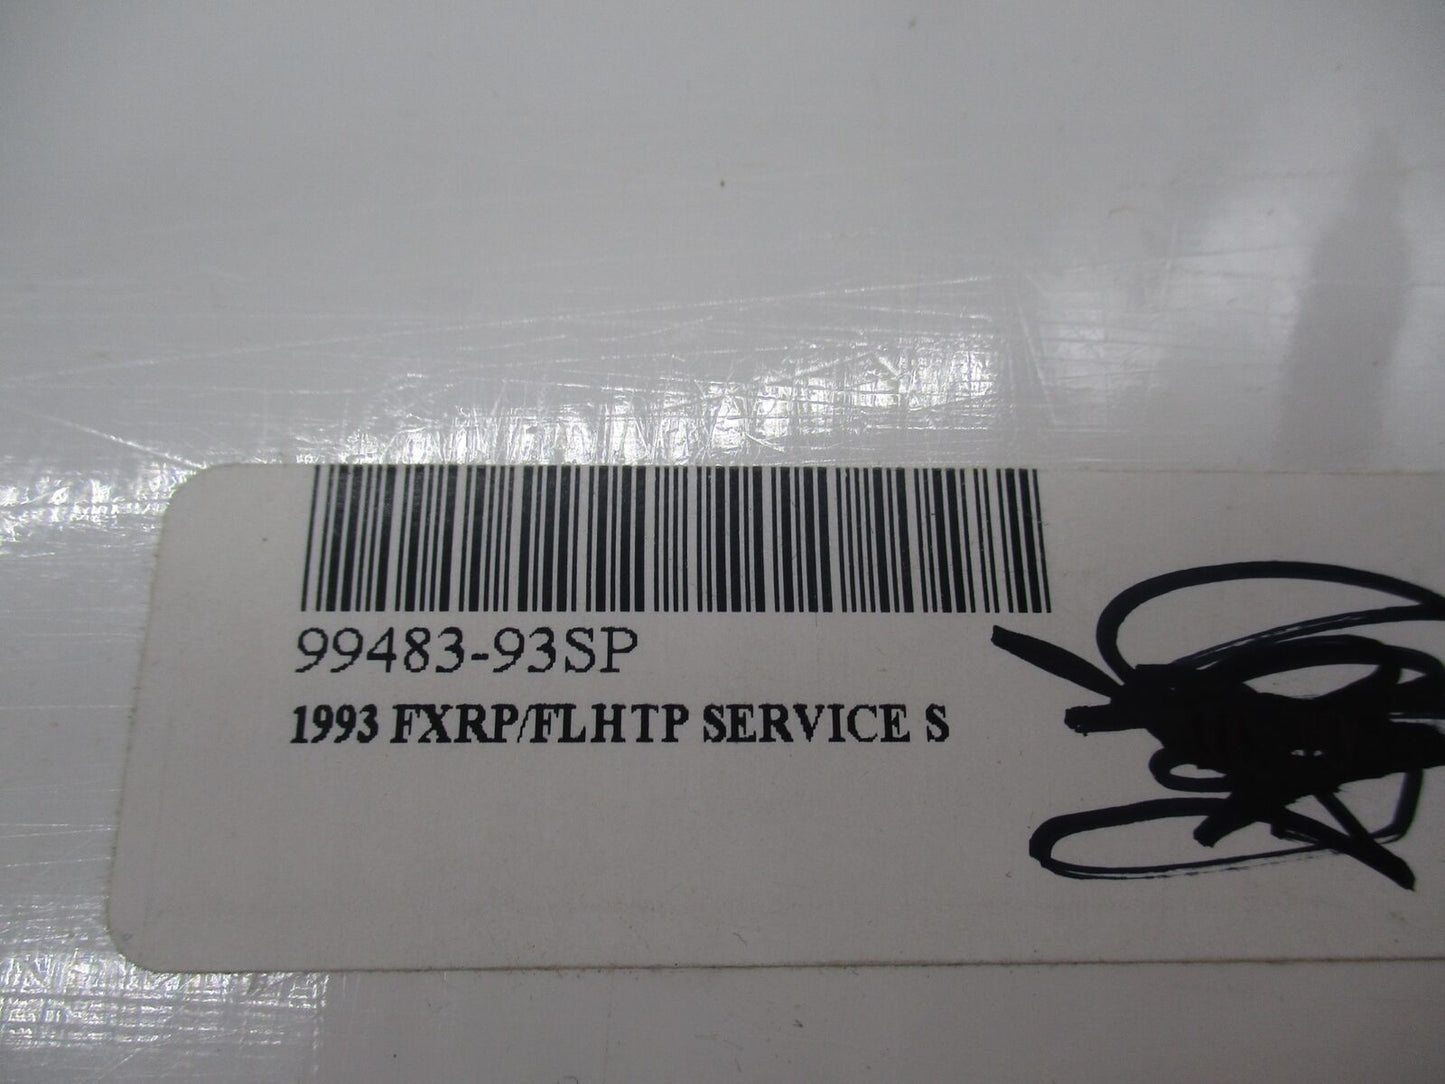 99483-93SP
1993 FXRP/FLHTP SERVICE S